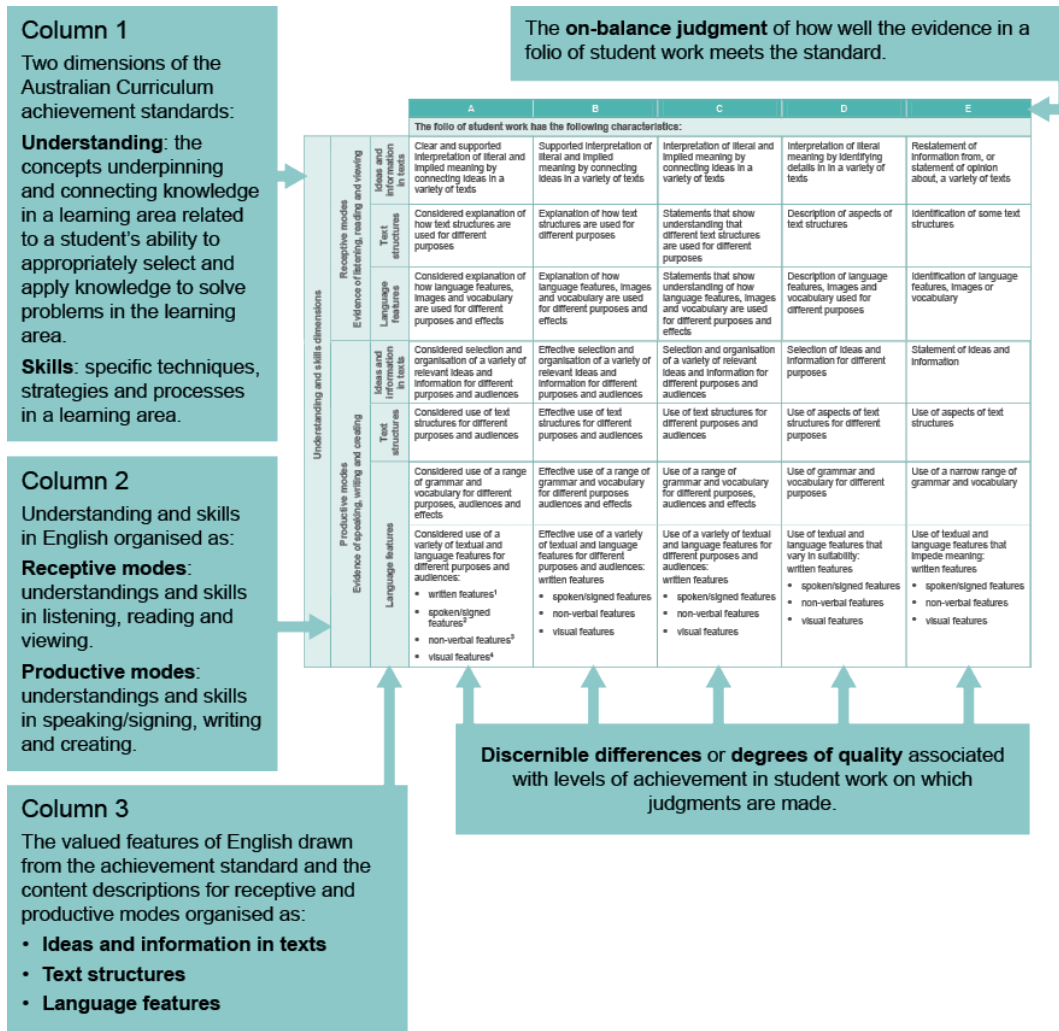 Column 1
Two dimensions of the
Australian Curriculum
achievement standards:
Understanding: the
concepts underpinning
and connecting knowledge
in a learning area related
to a student's ability to
appropriately select and
apply knowledge to solve
problems in the learning
area.
Skills: specific techniques,
strategies and processes
in a learning area.
Column 2
Understanding and skills
in English organised as:
Receptive modes:
understandings and skills
in listening, reading and
viewing.
Productive modes:
understandings and skills
in speaking/signing, writing
and creating.
Column 3
The valued features of English drawn
from the achievement standard and the
content descriptions for receptive and
productive modes organised as:
• Ideas and information in texts
• Text structures
• Language features
The on-balance judgment of how well the evidence in a
folio of student work meets the standard.
A B C D E
The folio of student work has the following characteristics:
Understanding and skills dimensions
Receptive modes
Evidence of listening, reading and viewing
Ideas and
information
in texts
Clear and supported
interpretation of literal and
implied meaning by
connecting ideas in a
variety of texts
Supported interpretation of
literal and implied
meaning by connecting
ideas in a variety of texts
Interpretation of literal and
implied meaning by
connecting ideas in a
variety of texts
Interpretation of literal
meaning by identifying
details in in a variety of
texts
Restatement of
information from, or
statement of opinion
about, a variety of texts
Text
structures
Considered explanation of
how text structures are
used for different
purposes
Explanation of how text
structures are used for
different purposes
Statements that show
understanding that
different text structures
are used for different
purposes
Description of aspects of
text structures
Identification of some text
structures
Language
features
Considered explanation of
how language features,
images and vocabulary
are used for different
purposes and effects
Explanation of how
language features, images
and vocabulary are used
for different purposes and
effects
Statements that show
understanding of how
language features, images
and vocabulary are used
for different purposes and
effects
Description of language
features, images and
vocabulary used for
different purposes
Identification of language
features, images or
vocabulary
Productive modes
Evidence of speaking, writing and creating
Ideas and
information
in texts
Considered selection and
organisation of a variety of
relevant ideas and
information for different
purposes and audiences
Effective selection and
organisation of a variety of
relevant ideas and
information for different
purposes and audiences
Selection and organisation
of a variety of relevant
ideas and information for
different purposes and
audiences
Selection of ideas and
information for different
purposes
Statement of ideas and
information
Text
structures
Considered use of text
structures for different
purposes and audiences
Effective use of text
structures for different
purposes and audiences
Use of text structures for
different purposes and
audiences
Use of aspects of text
structures for different
purposes
Use of aspects of text
structures
Language features
Considered use of a range
of grammar and
vocabulary for different
purposes, audiences and
effects
Effective use of a range of
grammar and vocabulary
for different purposes
audiences and effects
Use of a range of
grammar and vocabulary
for different purposes,
audiences and effects
Use of grammar and
vocabulary for different
purposes
Use of a narrow range of
grammar and vocabulary
Considered use of a
variety of textual and
language features for
different purposes and
audiences:
• written features¹
• spoken/signed
features²
• non-verbal features³
• visual features⁴
Effective use of a variety
of textual and language
features for different
purposes and audiences:
written features
• spoken/signed features
• non-verbal features
• visual features
Use of a variety of textual
and language features for
different purposes and
audiences:
written features
• spoken/signed features
• non-verbal features
• visual features
Use of textual and
language features that
vary in suitability:
written features
• spoken/signed features
• non-verbal features
• visual features
Use of textual and
language features that
impede meaning:
written features
• spoken/signed features
• non-verbal features
• visual features
Discernible differences or degrees of quality associated
with levels of achievement in student work on which
judgments are made.